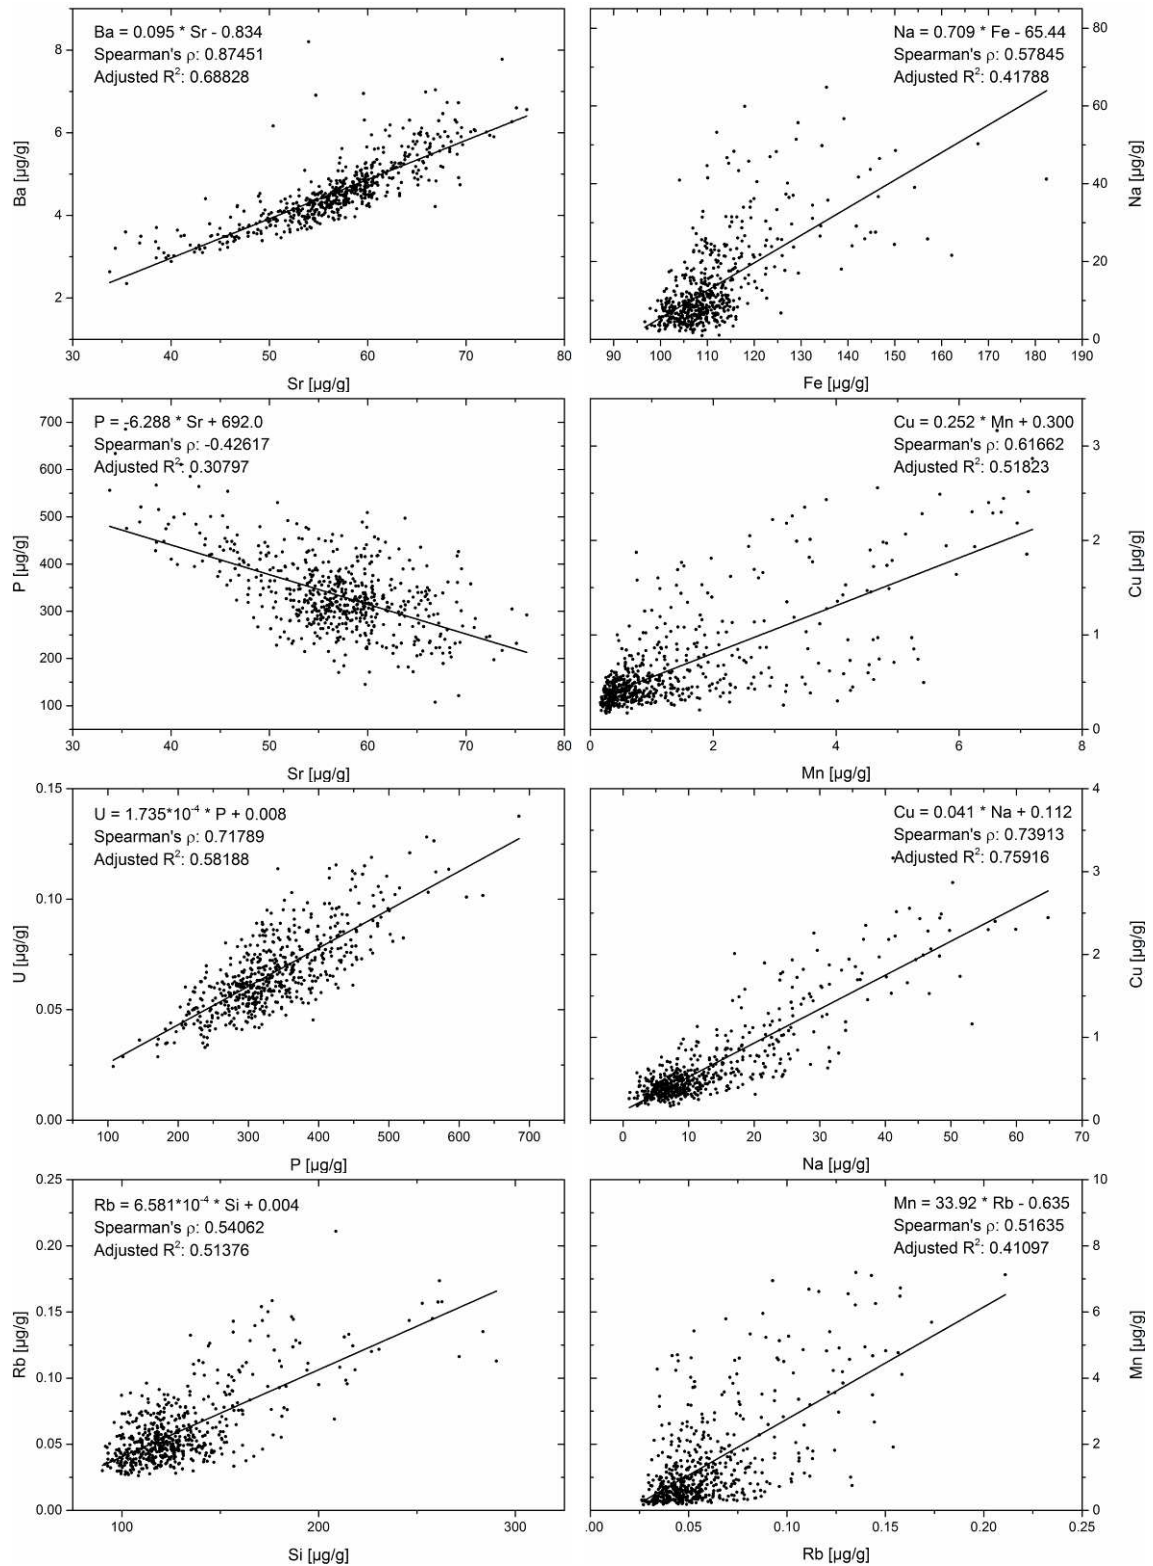 Ba = 0.095 * Sr - 0.834
Spearman's ρ: 0.87451
Adjusted R²: 0.68828
8
6
4
2
Ba [µg/g]
30 40 50 60 70 80
Sr [µg/g]
Na = 0.709 * Fe - 65.44
Spearman's ρ: 0.57845
Adjusted R²: 0.41788
80
60
40
20
0
Na [µg/g]
90 100 110 120 130 140 150 160 170 180 190
Fe [µg/g]
P = -6.288 * Sr + 692.0
Spearman's ρ: -0.42617
Adjusted R²: 0.30797
700
600
500
400
300
200
100
P [µg/g]
30 40 50 60 70 80
Sr [µg/g]
Cu = 0.252 * Mn + 0.300
Spearman's ρ: 0.61662
Adjusted R²: 0.51823
3
2
1
0
Cu [µg/g]
0 2 4 6 8
Mn [µg/g]
U = 1.735*10⁻⁴ * P + 0.008
Spearman's ρ: 0.71789
Adjusted R²: 0.58188
0.15
0.10
0.05
0.00
U [µg/g]
100 200 300 400 500 600 700
P [µg/g]
Cu = 0.041 * Na + 0.112
Spearman's ρ: 0.73913
Adjusted R²: 0.75916
4
3
2
1
0
Cu [µg/g]
0 10 20 30 40 50 60 70
Na [µg/g]
Rb = 6.581*10⁻⁴ * Si + 0.004
Spearman's ρ: 0.54062
Adjusted R²: 0.51376
0.25
0.20
0.15
0.10
0.05
0.00
Rb [µg/g]
100 200 300
Si [µg/g]
Mn = 33.92 * Rb - 0.635
Spearman's ρ: 0.51635
Adjusted R²: 0.41097
10
8
6
4
2
0
Mn [µg/g]
.00 0.05 0.10 0.15 0.20 0.25
Rb [µg/g]